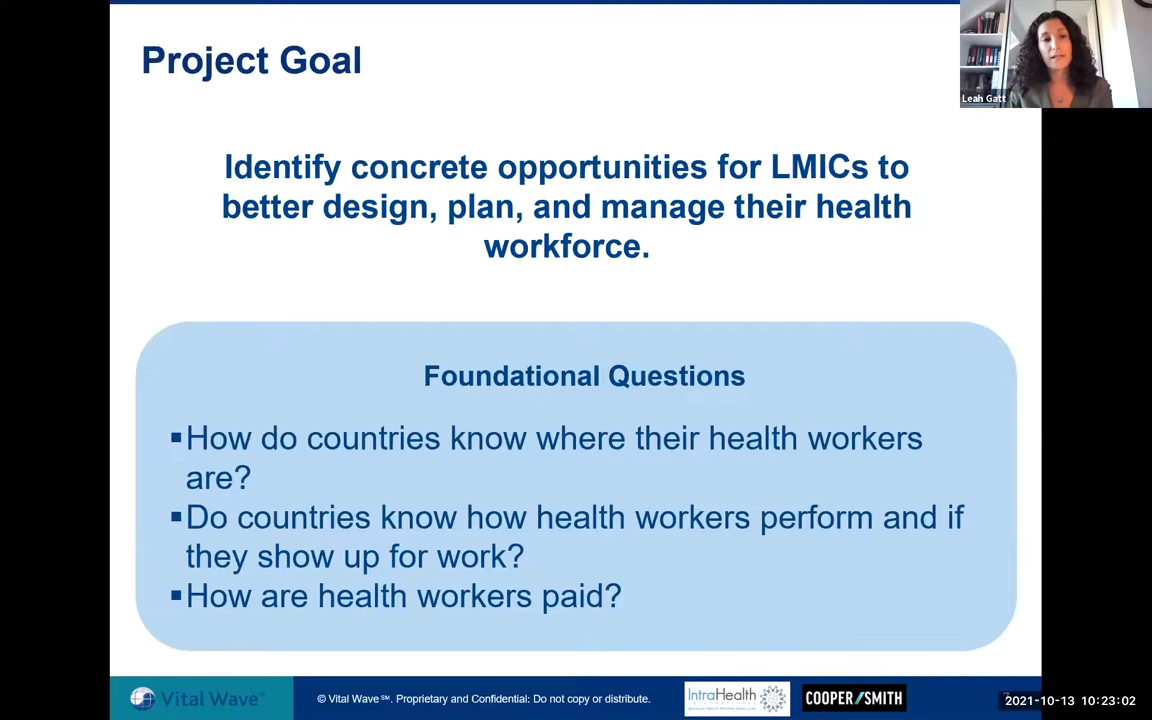 Project Goal
Leah Gatt
Identify concrete opportunities for LMICs to
better design, plan, and manage their health
workforce.
Foundational Questions
▪How do countries know where their health workers
are?
▪Do countries know how health workers perform and if
they show up for work?
▪How are health workers paid?
Vital Wave™
© Vital Wave℠. Proprietary and Confidential: Do not copy or distribute.
IntraHealth
COOPER/SMITH
2021-10-13 10:23:02